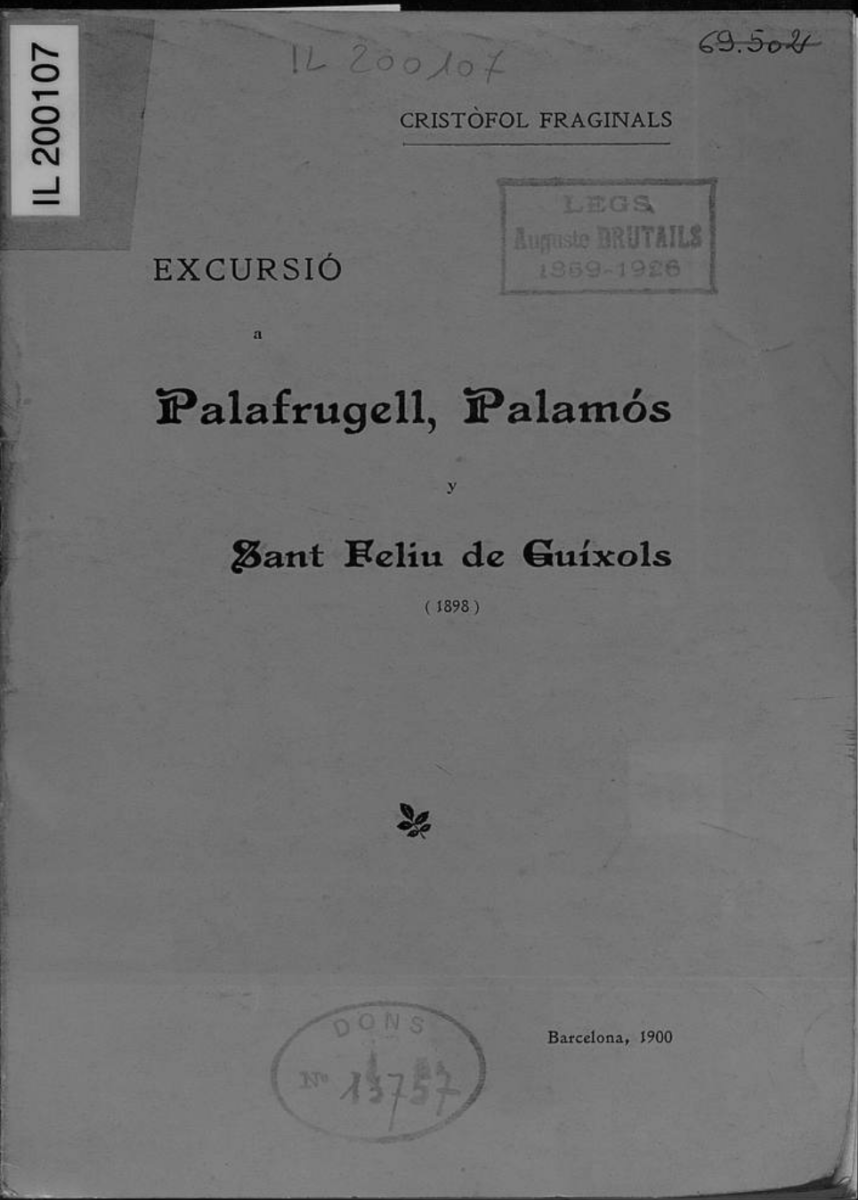 IL 200107
IL 200107
69.504
CRISTÒFOL FRAGINALS
LEGS
Auguste BRUTAILS
1859-1926
EXCURSIÓ
a
Palafrugell, Palamós
y
Sant Feliu de Guíxols
(1898)
Barcelona, 1900
DONS
No 13757